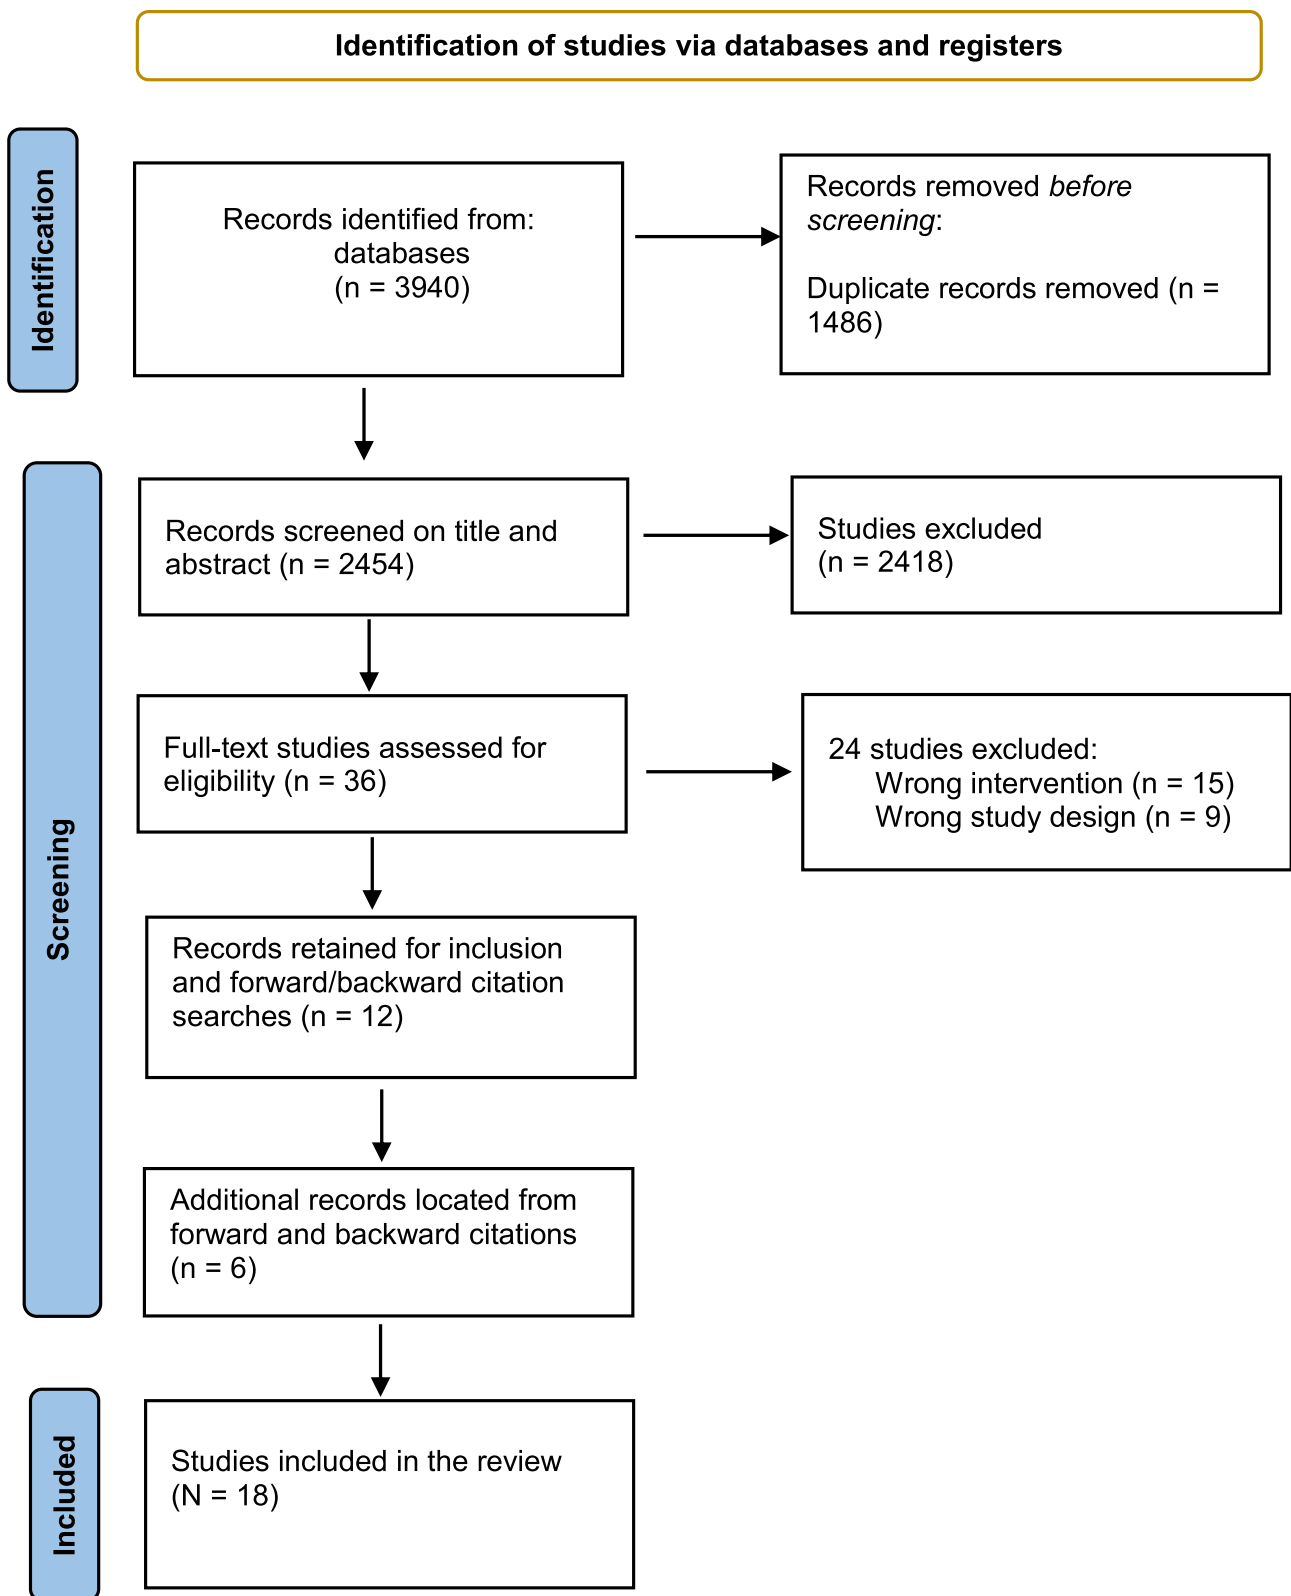 Identification of studies via databases and registers
Identification
Records identified from:
databases
(n = 3940)
Records removed before
screening:
Duplicate records removed (n =
1486)
Screening
Records screened on title and
abstract (n = 2454)
Studies excluded
(n = 2418)
Full-text studies assessed for
eligibility (n = 36)
24 studies excluded:
Wrong intervention (n = 15)
Wrong study design (n = 9)
Records retained for inclusion
and forward/backward citation
searches (n = 12)
Additional records located from
forward and backward citations
(n = 6)
Included
Studies included in the review
(N = 18)